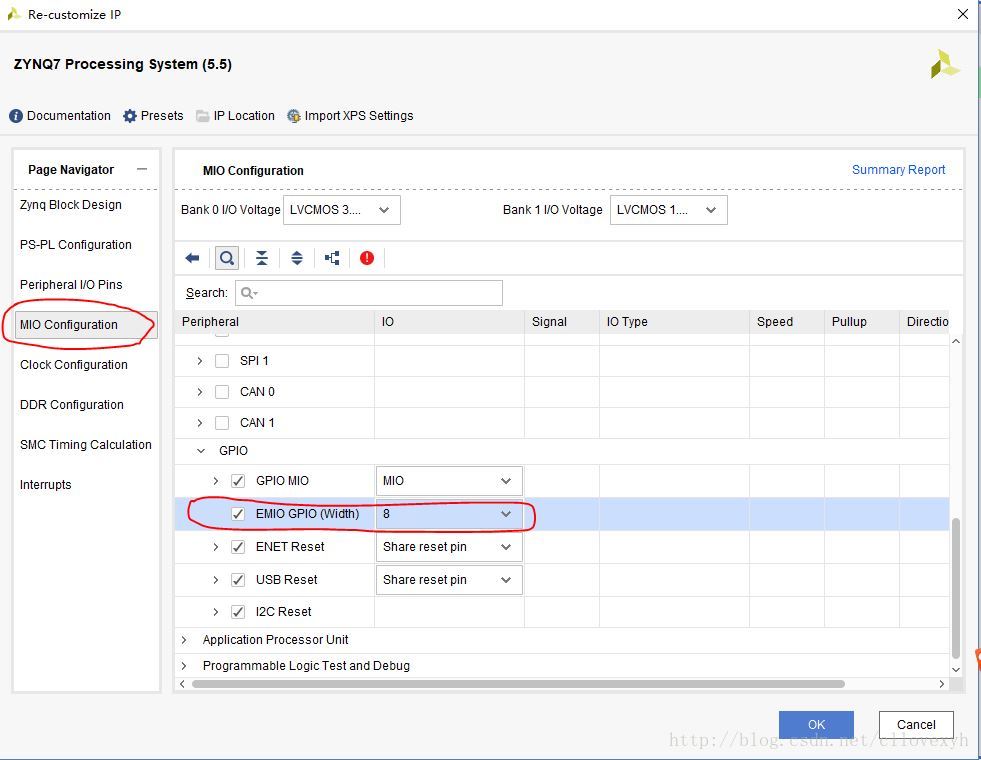 Re-customize IP
ZYNQ7 Processing System (5.5)
Documentation Presets IP Location Import XPS Settings
Page Navigator
Zynq Block Design
PS-PL Configuration
Peripheral I/O Pins
MIO Configuration
Clock Configuration
DDR Configuration
SMC Timing Calculation
Interrupts
MIO Configuration Summary Report
Bank 0 I/O Voltage LVCMOS 3.... Bank 1 I/O Voltage LVCMOS 1....
Search:
Peripheral IO Signal IO Type Speed Pullup Directio
SPI 1
CAN 0
CAN 1
GPIO
GPIO MIO MIO
EMIO GPIO (Width) 8
ENET Reset Share reset pin
USB Reset Share reset pin
I2C Reset
Application Processor Unit
Programmable Logic Test and Debug
OK Cancel
http://blog.csdn.net/cllovexyh